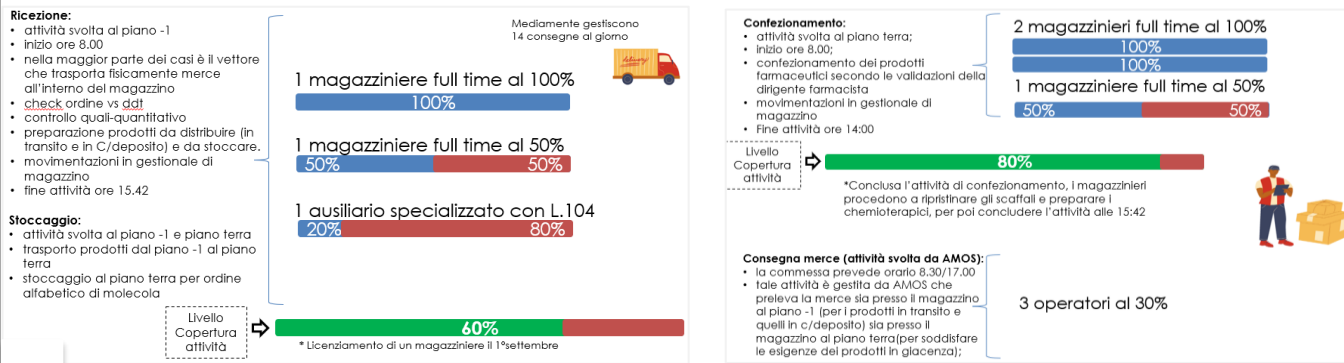 Ricezione:
• attività svolta al piano -1
• inizio ore 8.00
• nella maggior parte dei casi è il vettore
che trasporta fisicamente merce
all'interno del magazzino
• check ordine vs ddt
• controllo quali-quantitativo
• preparazione prodotti da distribuire (in
transito e in C/deposito) e da stoccare.
• movimentazioni in gestionale di
magazzino
• fine attività ore 15.42
Stoccaggio:
• attività svolta al piano -1 e piano terra
• trasporto prodotti dal piano -1 al piano
terra
• stoccaggio al piano terra per ordine
alfabetico di molecola
Mediamente gestiscono
14 consegne al giorno
delivery
1 magazziniere full time al 100%
100%
1 magazziniere full time al 50%
50% 50%
1 ausiliario specializzato con L.104
20% 80%
Livello
Copertura
attività
60%
* Licenziamento di un magazziniere il 1°settembre
Confezionamento:
• attività svolta al piano terra;
• inizio ore 8.00;
• confezionamento dei prodotti
farmaceutici secondo le validazioni della
dirigente farmacista
• movimentazioni in gestionale di
magazzino
• Fine attività ore 14:00
2 magazzinieri full time al 100%
100%
100%
1 magazziniere full time al 50%
50% 50%
Livello
Copertura
attività
80%
*Conclusa l'attività di confezionamento, i magazzinieri
procedono a ripristinare gli scaffali e preparare i
chemioterapici, per poi concludere l'attività alle 15:42
Consegna merce (attività svolta da AMOS):
• la commessa prevede orario 8.30/17.00
• tale attività è gestita da AMOS che
preleva la merce sia presso il magazzino
al piano -1 (per i prodotti in transito e
quelli in c/deposito) sia presso il
magazzino al piano terra(per soddisfare
le esigenze dei prodotti in giacenza);
3 operatori al 30%